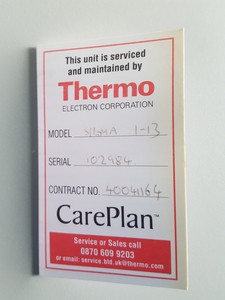 This unit is serviced
and maintained by
Thermo
ELECTRON CORPORATION
MODEL SIGMA 1-13
SERIAL 102984
CONTRACT NO. 40041164
CarePlan™
Service or Sales call
0870 609 9203
or email: service.btd.uk@thermo.com